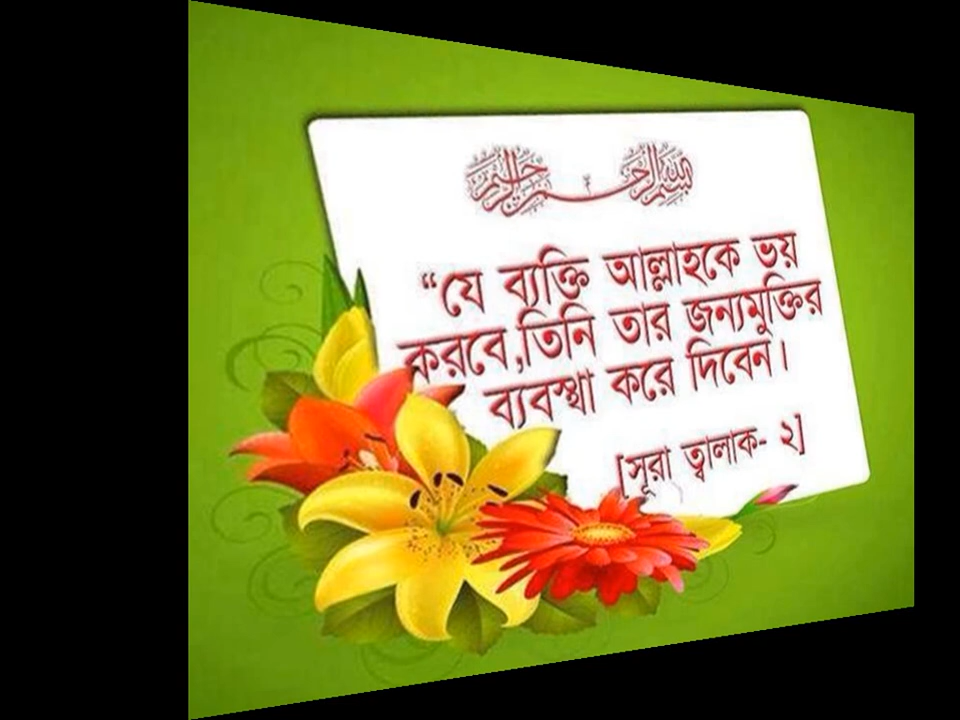 بسم الله الرحمن الرحيم
“যে ব্যক্তি আল্লাহকে ভয়
করবে,তিনি তার জন্যমুক্তির
ব্যবস্থা করে দিবেন।
[সূরা ত্বালাক- ২]